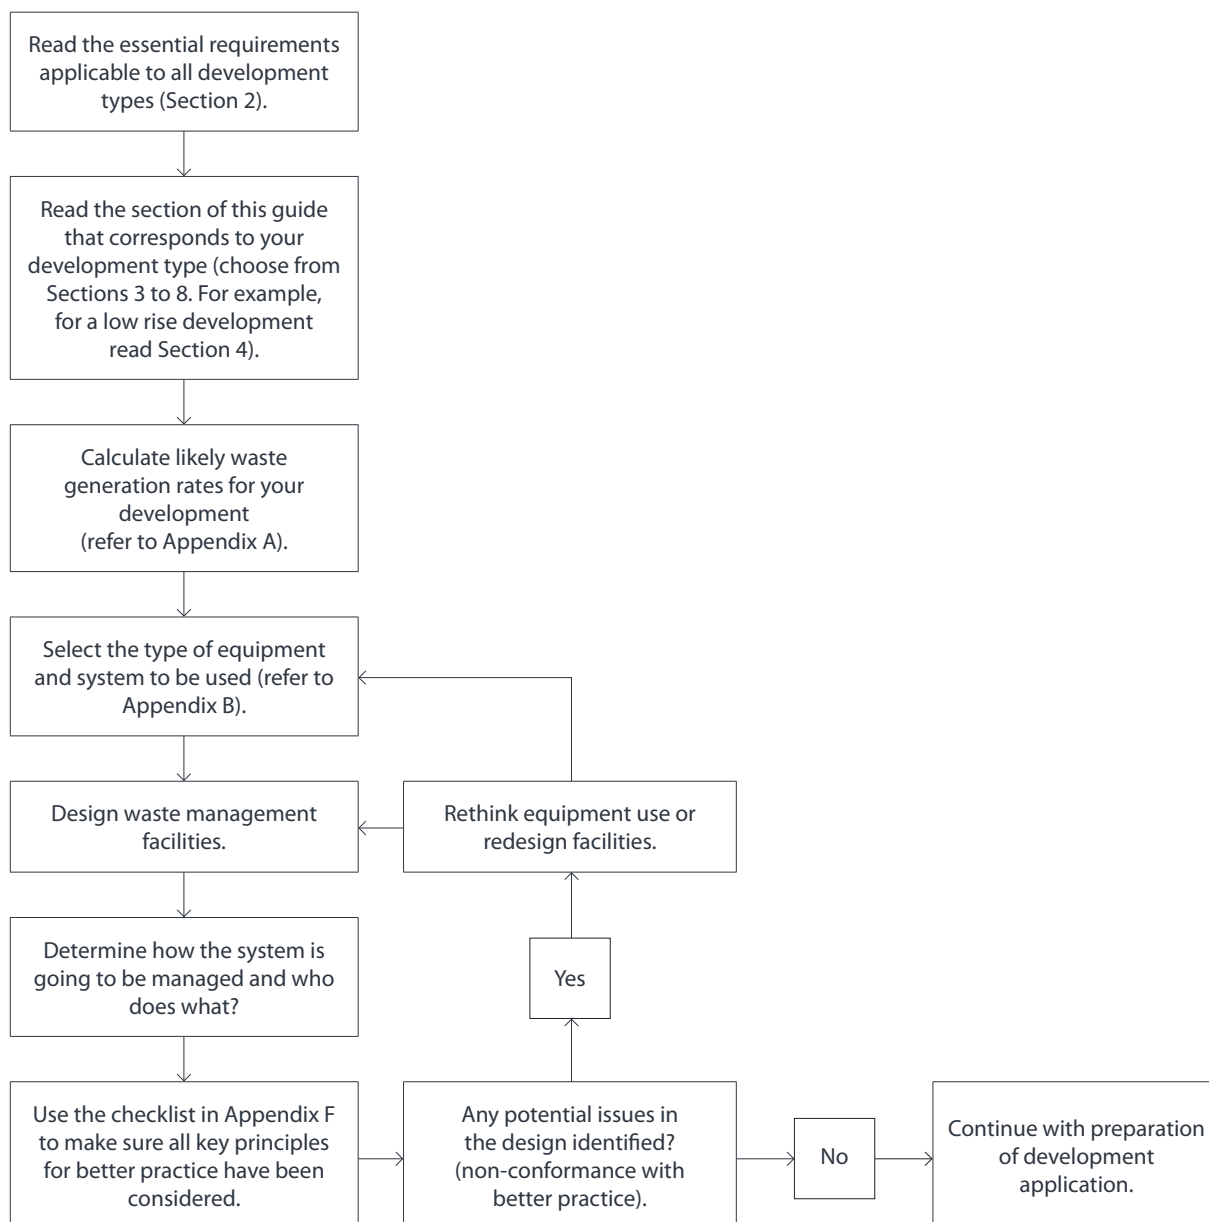 Read the essential requirements
applicable to all development
types (Section 2).
Read the section of this guide
that corresponds to your
development type (choose from
Sections 3 to 8. For example,
for a low rise development
read Section 4).
Calculate likely waste
generation rates for your
development
(refer to Appendix A).
Select the type of equipment
and system to be used (refer to
Appendix B).
Design waste management
facilities.
Rethink equipment use or
redesign facilities.
Determine how the system is
going to be managed and who
does what?
Yes
Use the checklist in Appendix F
to make sure all key principles
for better practice have been
considered.
Any potential issues in
the design identified?
(non-conformance with
better practice).
No
Continue with preparation
of development
application.